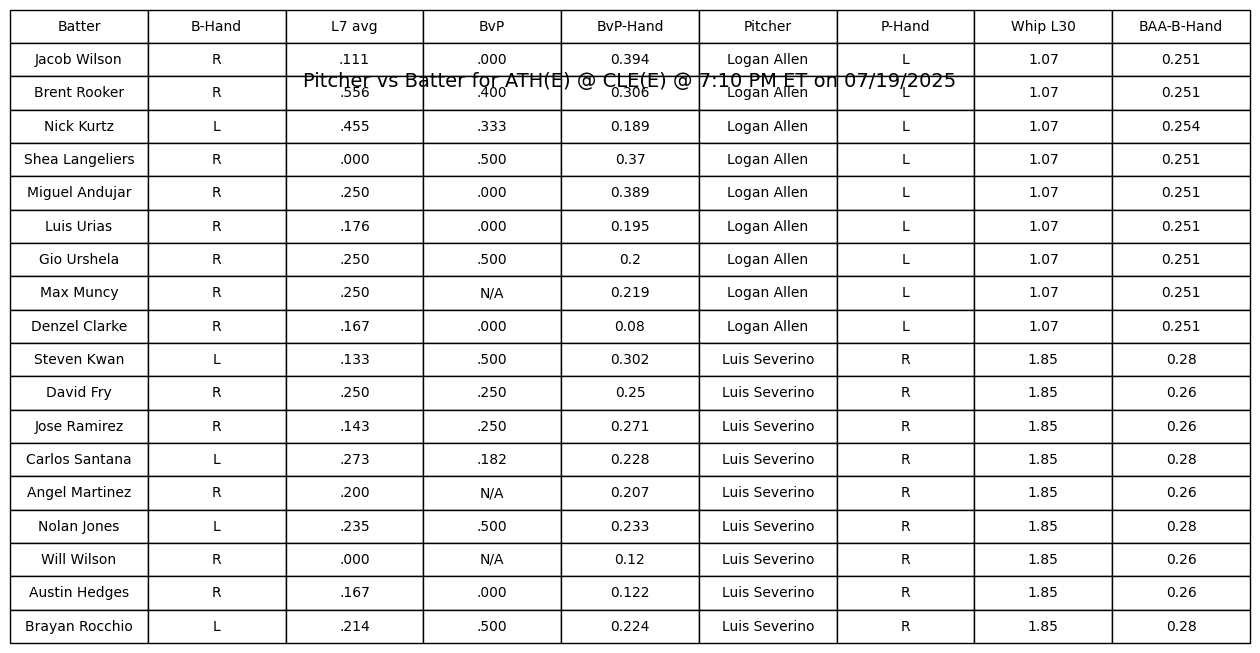 Batter B-Hand L7 avg BvP BvP-Hand Pitcher P-Hand Whip L30 BAA-B-Hand
Jacob Wilson R .111 .000 0.394 Logan Allen L 1.07 0.251
Pitcher vs Batter for ATH(E) @ CLE(E) @ 7:10 PM ET on 07/19/2025
Brent Rooker R .556 .400 0.306 Logan Allen L 1.07 0.251
Nick Kurtz L .455 .333 0.189 Logan Allen L 1.07 0.254
Shea Langeliers R .000 .500 0.37 Logan Allen L 1.07 0.251
Miguel Andujar R .250 .000 0.389 Logan Allen L 1.07 0.251
Luis Urias R .176 .000 0.195 Logan Allen L 1.07 0.251
Gio Urshela R .250 .500 0.2 Logan Allen L 1.07 0.251
Max Muncy R .250 N/A 0.219 Logan Allen L 1.07 0.251
Denzel Clarke R .167 .000 0.08 Logan Allen L 1.07 0.251
Steven Kwan L .133 .500 0.302 Luis Severino R 1.85 0.28
David Fry R .250 .250 0.25 Luis Severino R 1.85 0.26
Jose Ramirez R .143 .250 0.271 Luis Severino R 1.85 0.26
Carlos Santana L .273 .182 0.228 Luis Severino R 1.85 0.28
Angel Martinez R .200 N/A 0.207 Luis Severino R 1.85 0.26
Nolan Jones L .235 .500 0.233 Luis Severino R 1.85 0.28
Will Wilson R .000 N/A 0.12 Luis Severino R 1.85 0.26
Austin Hedges R .167 .000 0.122 Luis Severino R 1.85 0.26
Brayan Rocchio L .214 .500 0.224 Luis Severino R 1.85 0.28